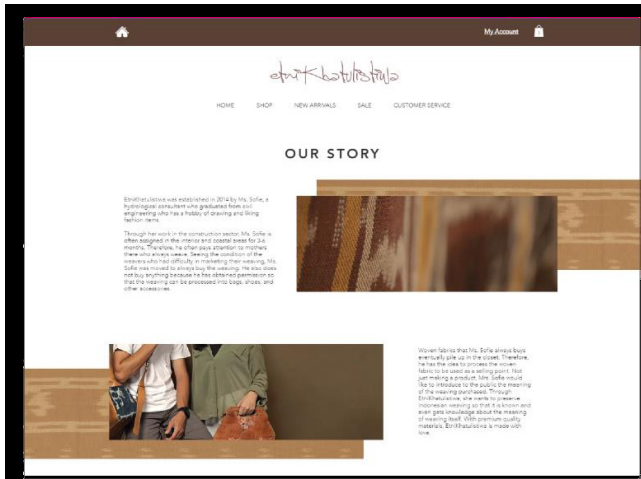 My Account
etniKhatulistiwa
HOME SHOP NEW ARRIVALS SALE CUSTOMER SERVICE
OUR STORY
EtniKhatulistiwa was established in 2014 by Ms. Sofie, a
hydrological consultant who graduated from civil
engineering who has a hobby of drawing and liking
fashion items.
Through her work in the construction sector, Ms. Sofie is
often assigned in the interior and coastal areas for 3-6
months. Therefore, he often pays attention to mothers
there who always weave. Seeing the condition of the
weavers who had difficulty in marketing their weaving, Ms.
Sofie was moved to always buy the weaving. He also does
not buy anything because he has obtained permission so
that the weaving can be processed into bags, shoes, and
other accessories.
Woven fabrics that Ms. Sofie always buys
eventually pile up in the closet. Therefore,
he has the idea to process the woven
fabric to be used as a selling point. Not
just making a product, Mrs. Sofie would
like to introduce to the public the meaning
of the weaving purchased. Through
EtniKhatulistiwa, she wants to preserve
Indonesian weaving so that it is known and
even gets knowledge about the meaning
of weaving itself. With premium quality
materials, EtniKhatulistiwa is made with
love.